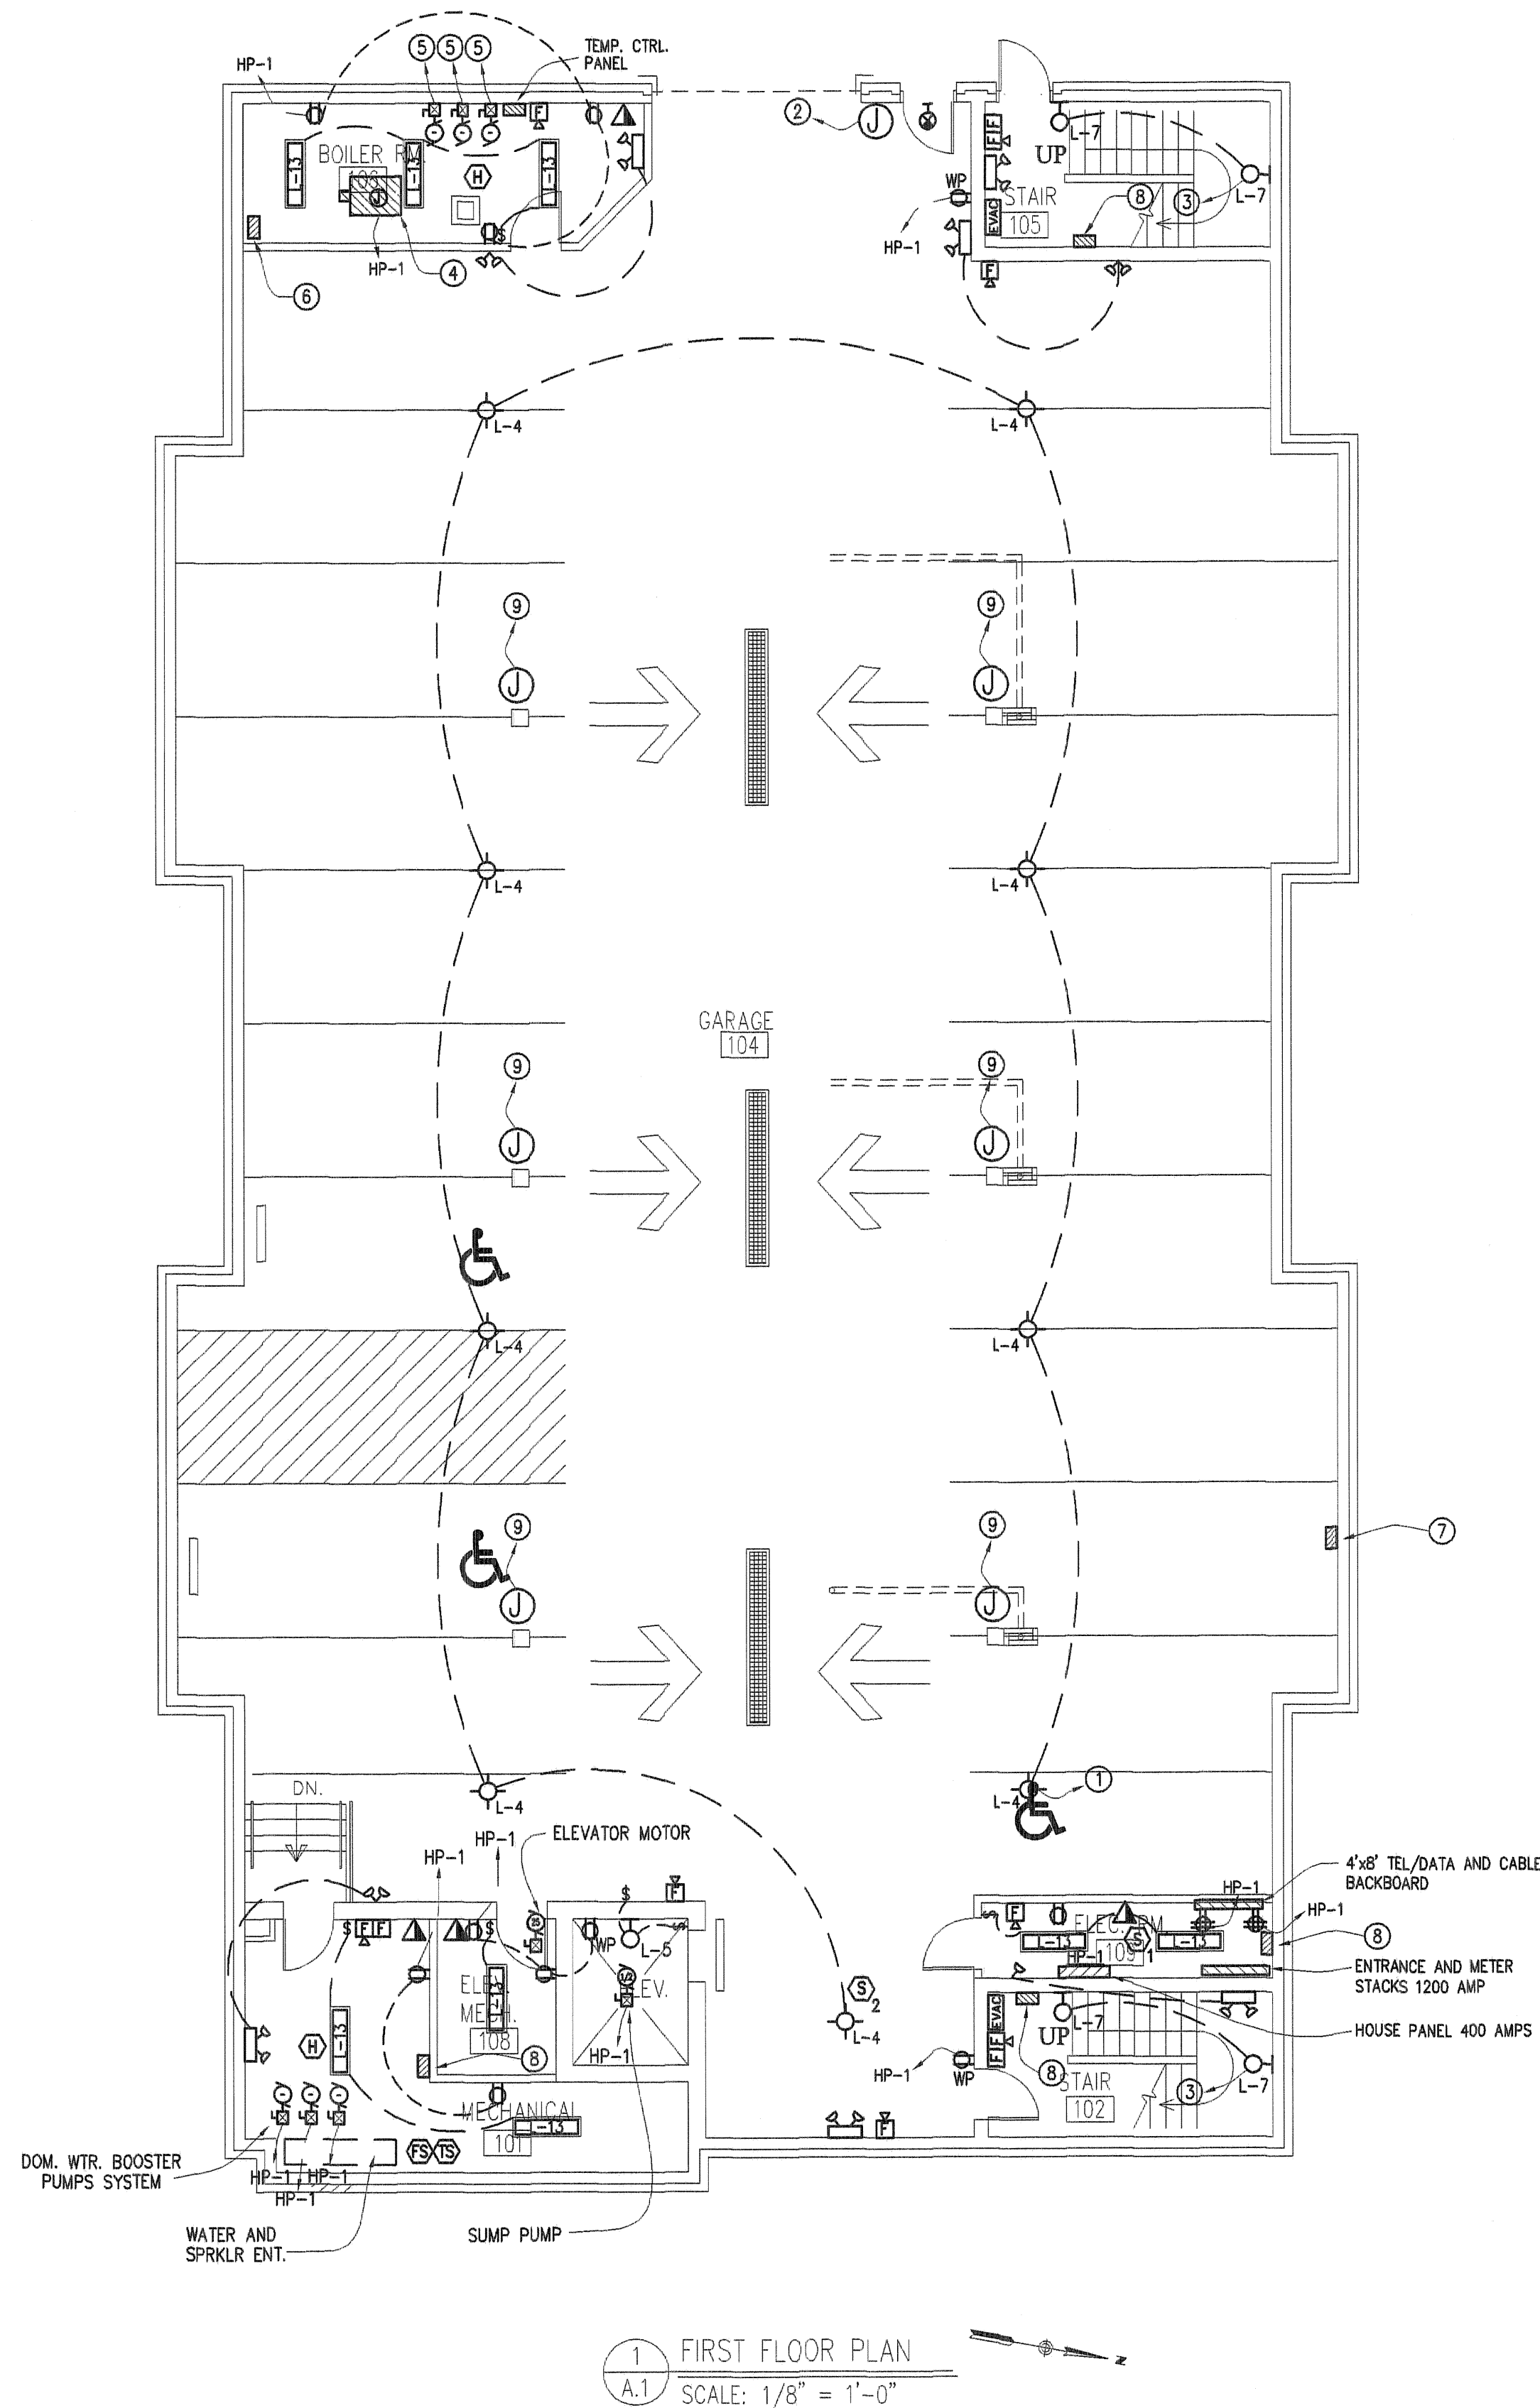 HP-1
5
5
5
TEMP. CTRL.
PANEL
F
2
J
F F
L-7
UP
BOILER RM.
106
L-13
L-13
L-13
H
J
S
HP-1
4
6
WP
STAIR
105
EVAC
8
3
L-7
HP-1
F
L-4
L-4
9
9
J
J
L-4
L-4
GARAGE
104
9
9
J
J
L-4
L-4
9
9
J
J
7
DN.
L-4
L-4
1
HP-1
HP-1
ELEVATOR MOTOR
4'x8' TEL/DATA AND CABLE
BACKBOARD
HP-1
HP-1
$
F
$
F F
$
WP
L-5
$
F
ELEC. RM
109
L-13
L-13
S
1
HP-1
8
ENTRANCE AND METER
STACKS 1200 AMP
HOUSE PANEL 400 AMPS
ELEV.
MECH.
108
L-13
ELEV.
HP-1
8
H
L-13
S
2
L-4
EVAC
F F
L-7
UP
8
HP-1
WP
STAIR
102
3
L-7
MECHANICAL
101
L-13
FS
TS
F
DOM. WTR. BOOSTER
PUMPS SYSTEM
HP-1
HP-1
HP-1
WATER AND
SPRKLR ENT.
SUMP PUMP
1
A.1
FIRST FLOOR PLAN
SCALE: 1/8" = 1'-0"
N